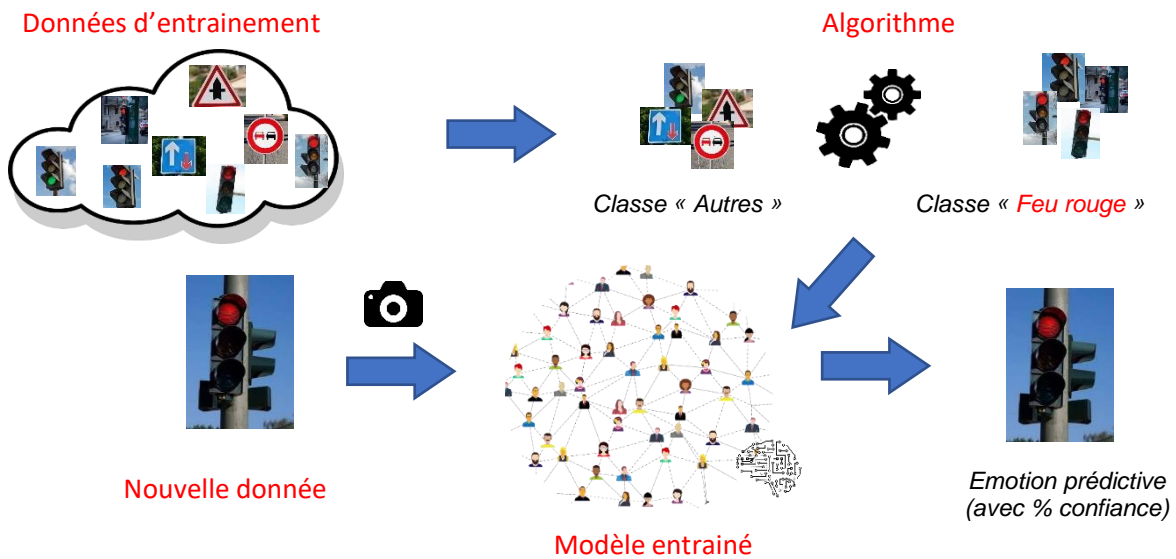 Données d'entrainement
Algorithme
Classe « Autres »
Classe « Feu rouge »
Nouvelle donnée
Modèle entrainé
Emotion prédictive
(avec % confiance)